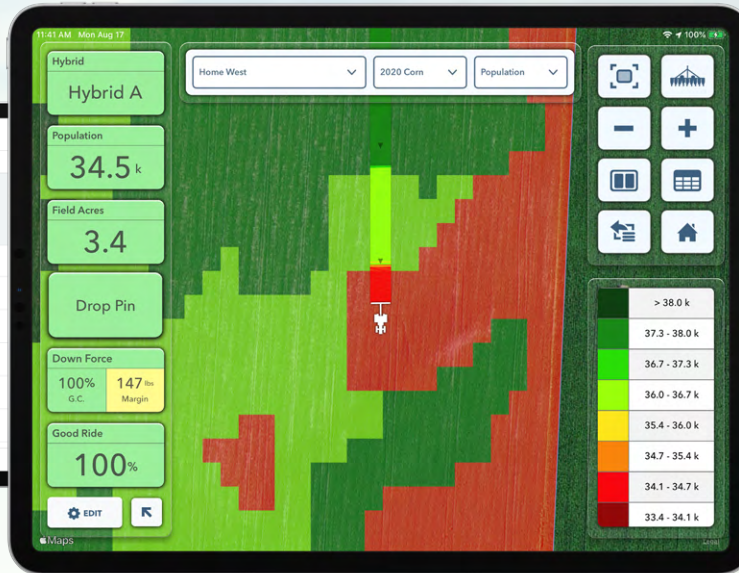 11:41 AM Mon Aug 17
100%
Hybrid
Hybrid A
Population
34.5 k
Field Acres
3.4
Drop Pin
Down Force
100%
G.C.
147 lbs
Margin
Good Ride
100%
EDIT
Maps
Home West
2020 Corn
Population
> 38.0 k
37.3 - 38.0 k
36.7 - 37.3 k
36.0 - 36.7 k
35.4 - 36.0 k
34.7 - 35.4 k
34.1 - 34.7 k
33.4 - 34.1 k